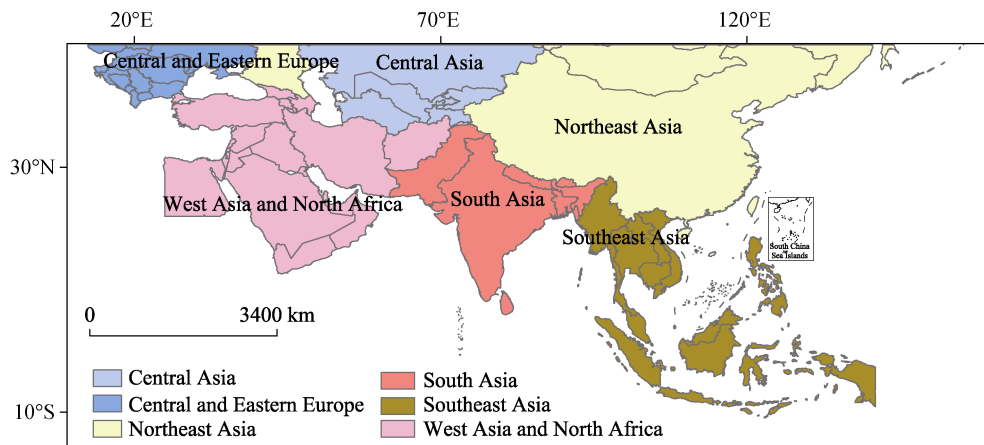 20°E 70°E 120°E
Central and Eastern Europe
Central Asia
Northeast Asia
30°N
West Asia and North Africa
South Asia
Southeast Asia
South China
Sea Islands
0 3400 km
Central Asia
Central and Eastern Europe
Northeast Asia
South Asia
Southeast Asia
West Asia and North Africa
10°S